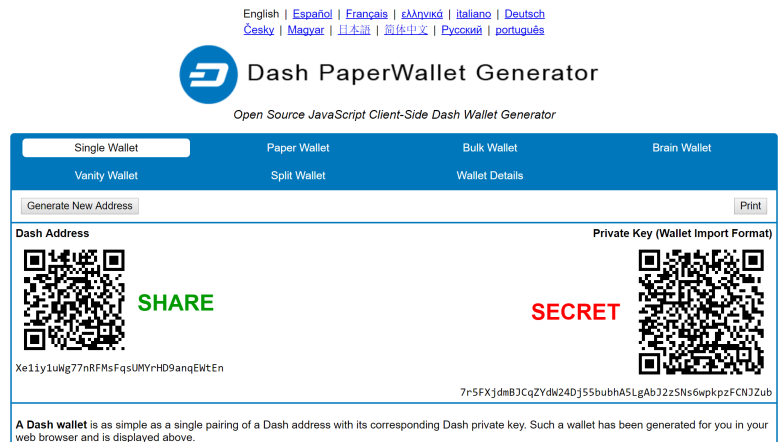 English | Español | Français | ελληνικά | italiano | Deutsch
Česky | Magyar | 日本語 | 简体中文 | Русский | português
Dash PaperWallet Generator
Open Source JavaScript Client-Side Dash Wallet Generator
Single Wallet Paper Wallet Bulk Wallet Brain Wallet
Vanity Wallet Split Wallet Wallet Details
Generate New Address Print
Dash Address Private Key (Wallet Import Format)
SHARE
SECRET
Xe1iy1uWg77nRFMsFqsUMYrHD9anqEWtEn
7r5FXjdmBJCqZYdW24Dj55bubhA5LgAbJ2zSNs6wpkpzFCNJZub
A Dash wallet is as simple as a single pairing of a Dash address with its corresponding Dash private key. Such a wallet has been generated for you in your
web browser and is displayed above.